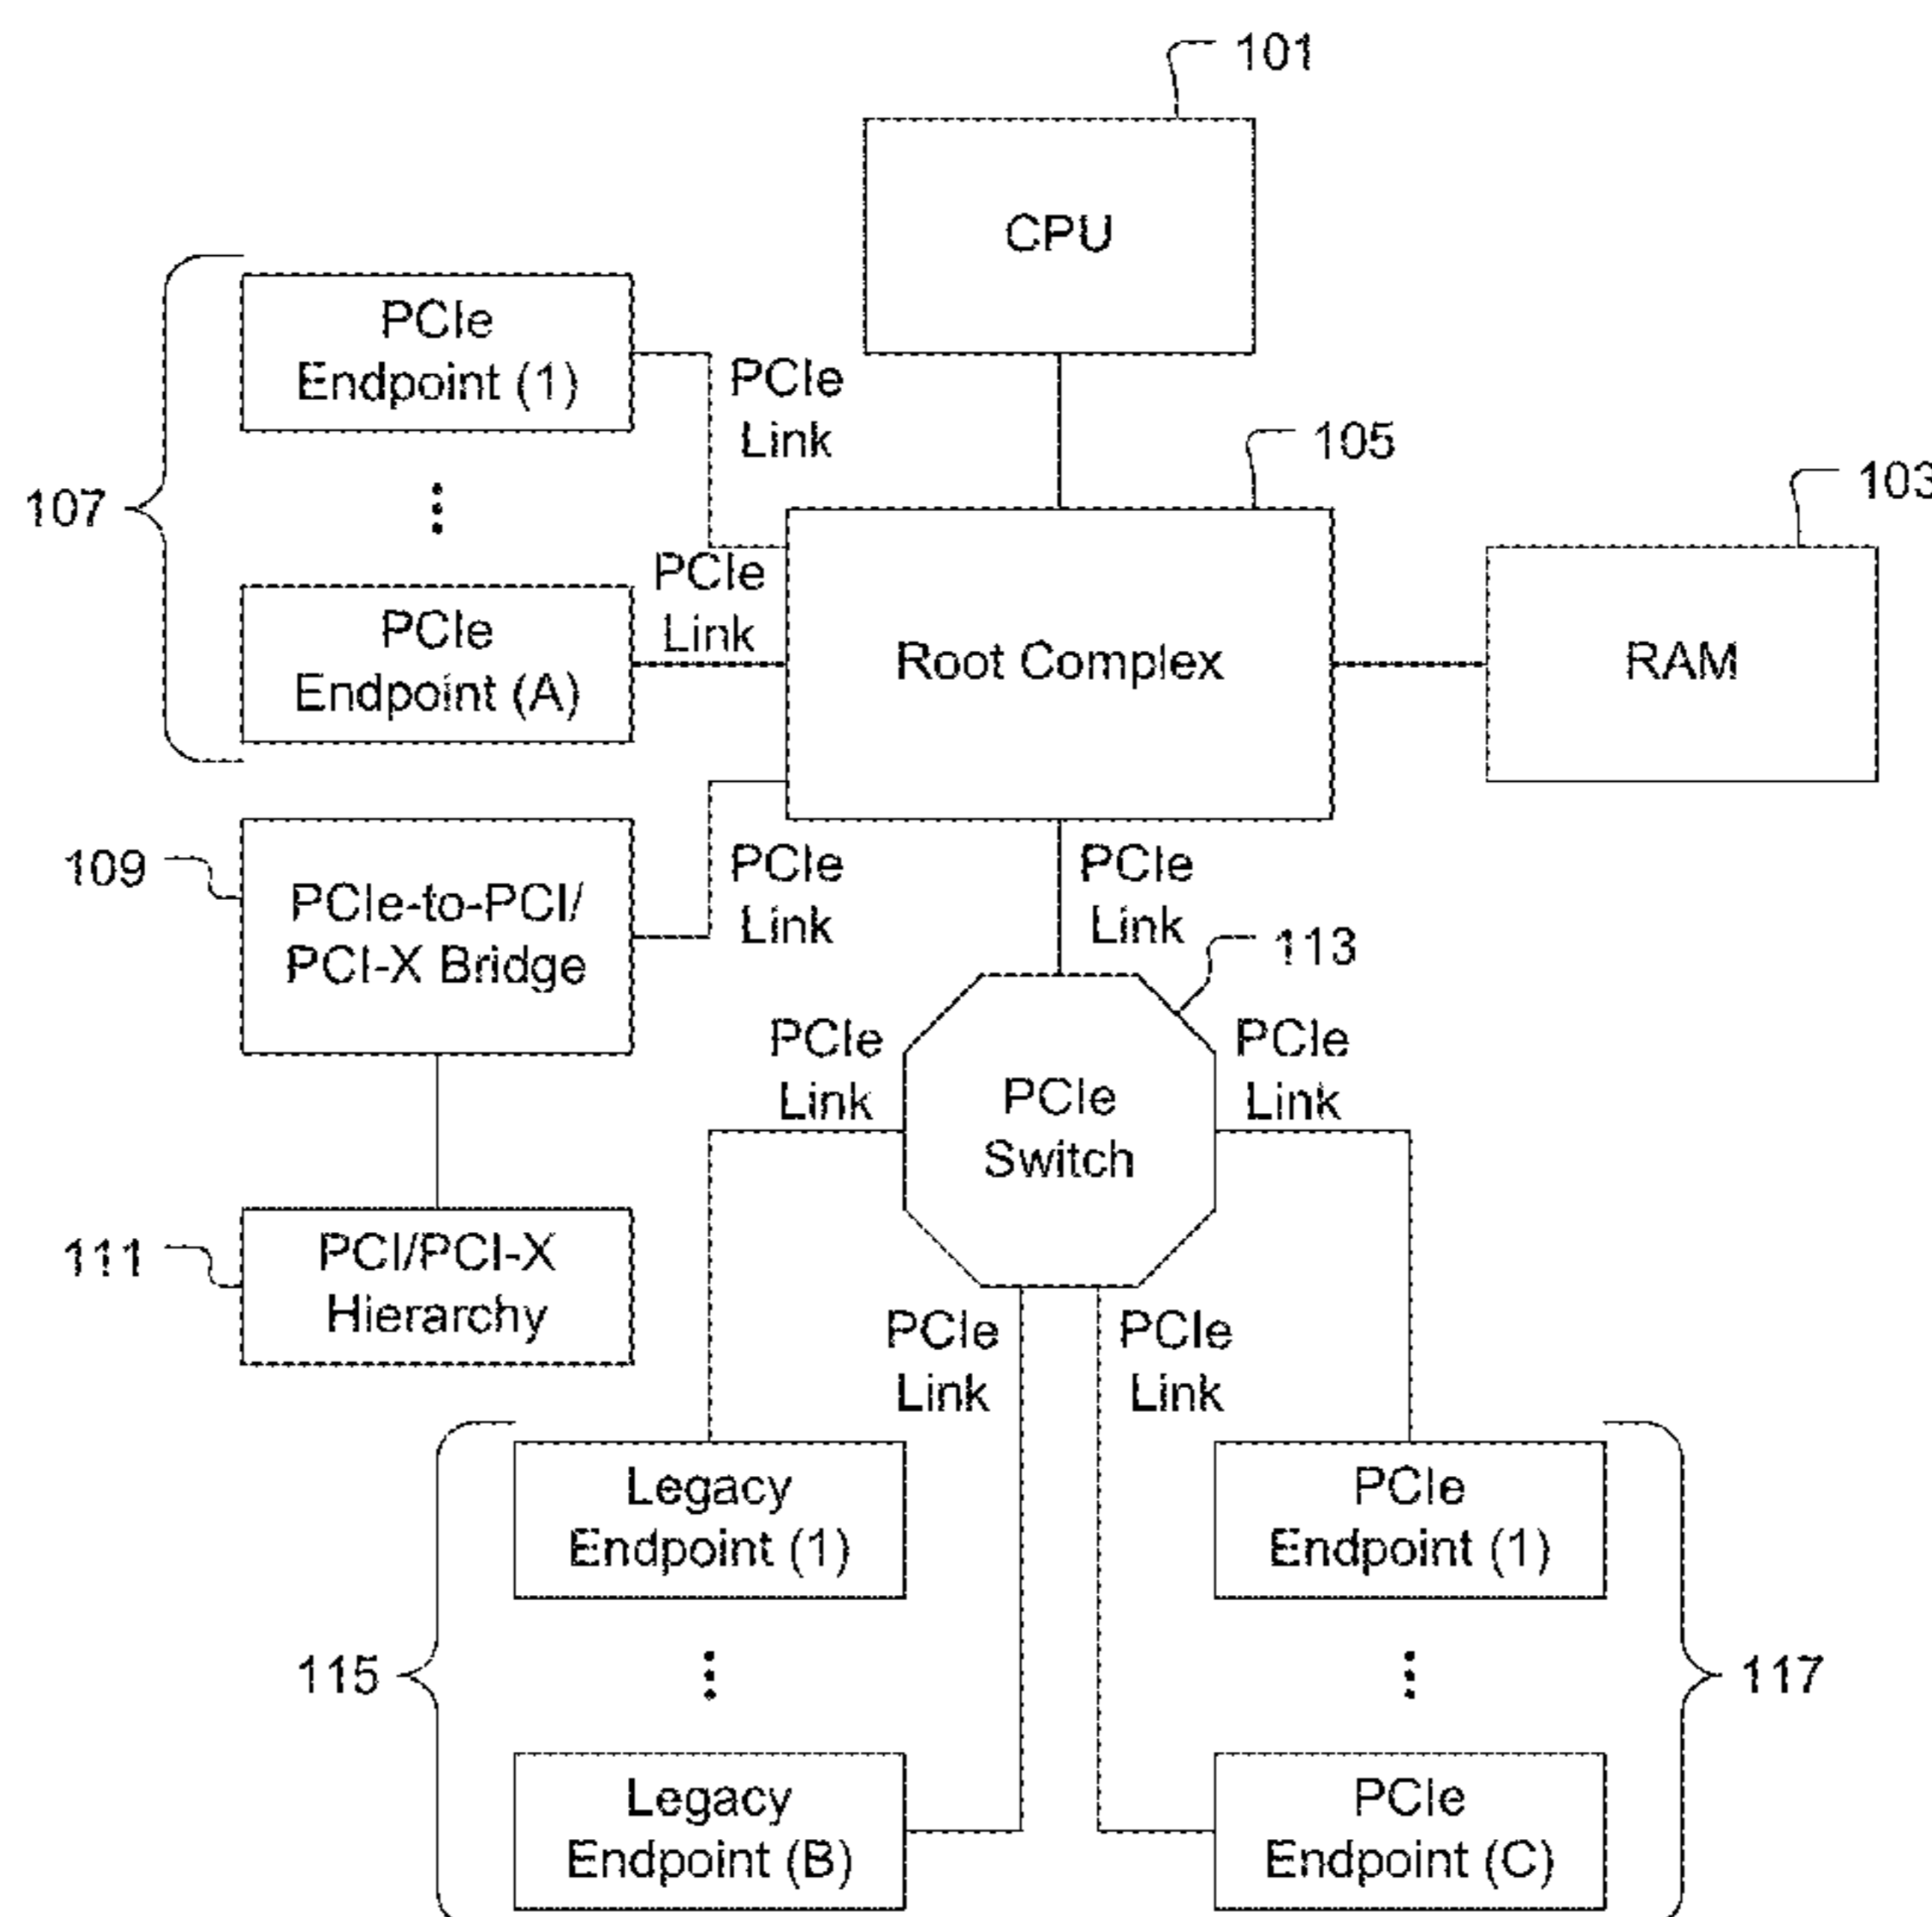 101
CPU
PCIe
Endpoint (1)
PCIe
Link
105
103
107
PCIe
Link
PCIe
Endpoint (A)
Root Complex
RAM
109
PCIe-to-PCI/
PCI-X Bridge
PCIe
Link
PCIe
Link
113
PCIe
Link
PCIe
Switch
PCIe
Link
111
PCI/PCI-X
Hierarchy
PCIe
Link
PCIe
Link
Legacy
Endpoint (1)
PCIe
Endpoint (1)
115
117
Legacy
Endpoint (B)
PCIe
Endpoint (C)